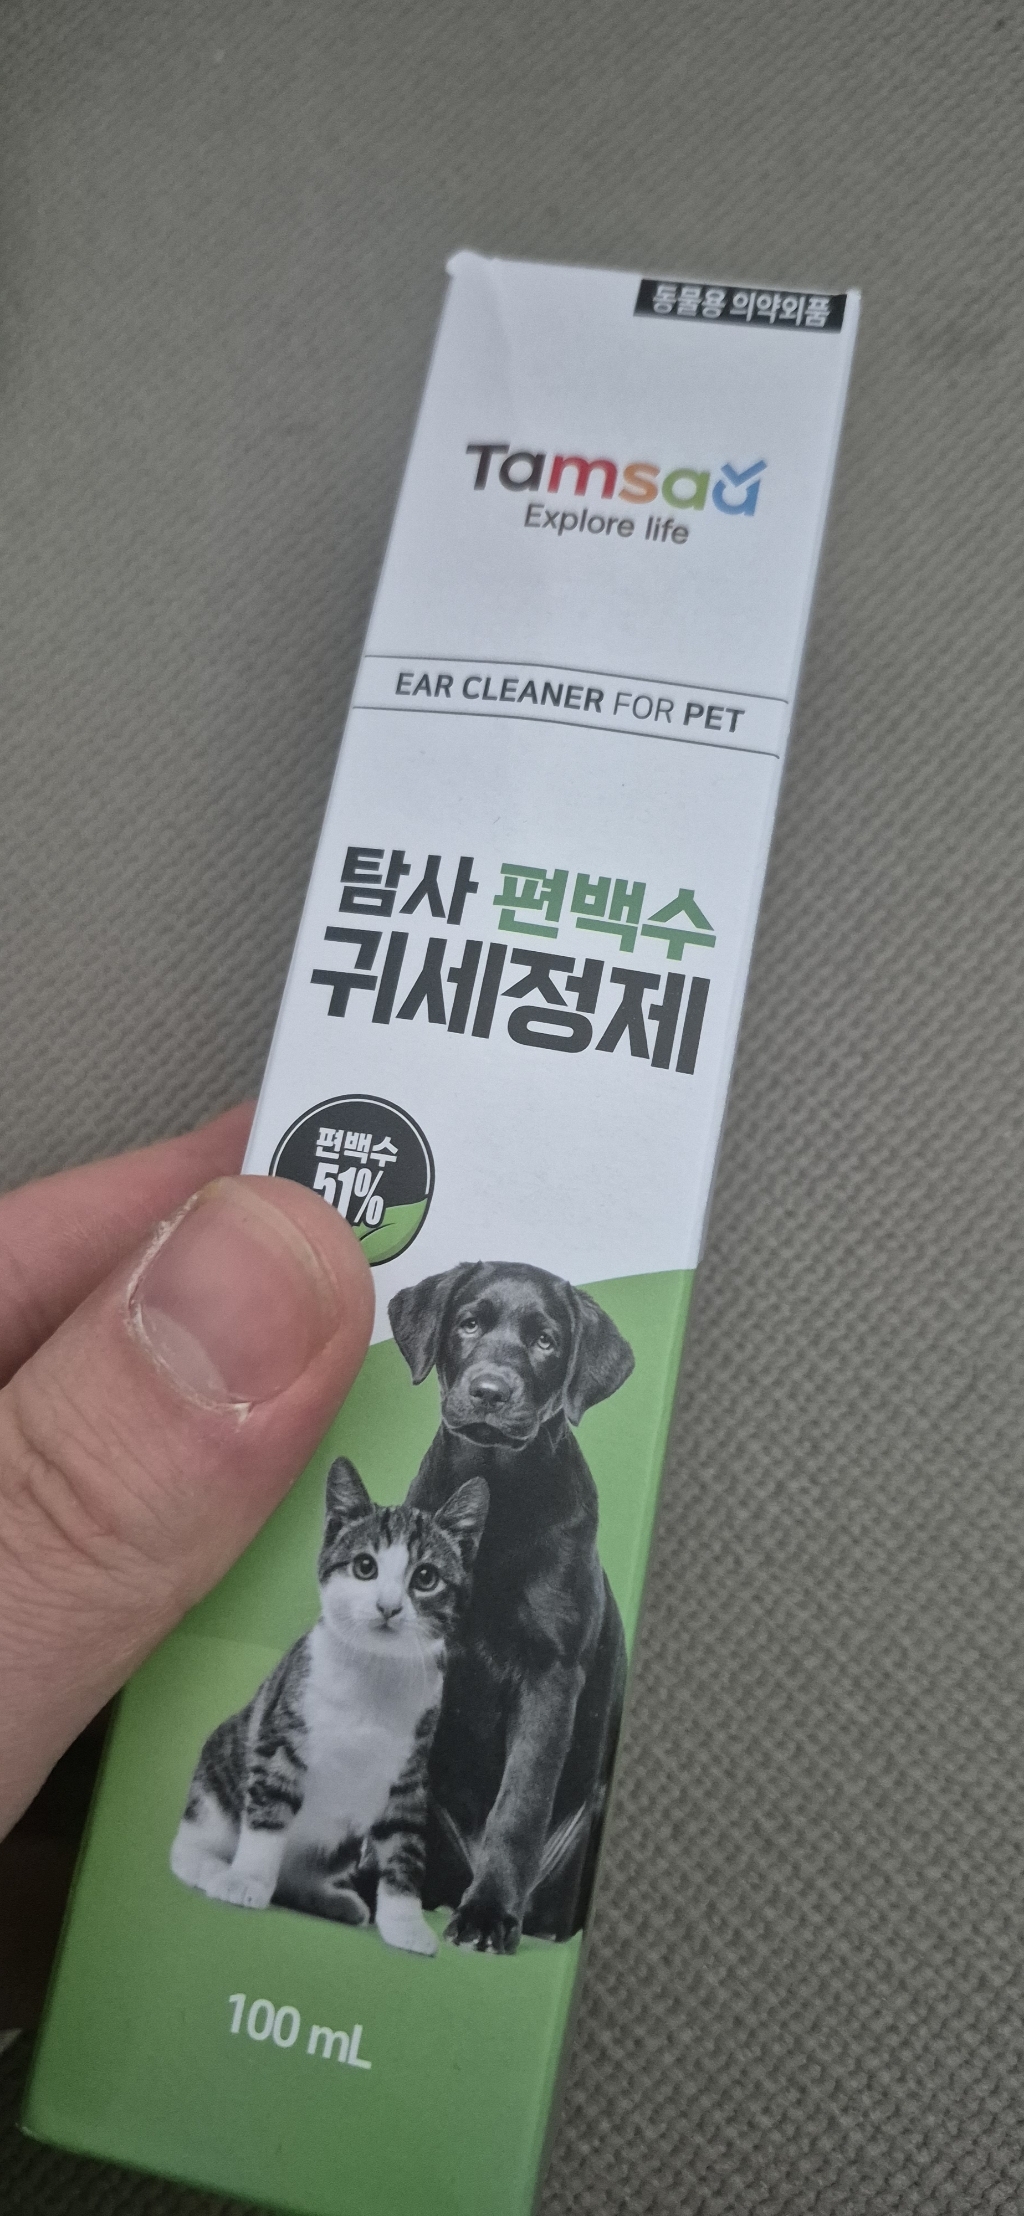 동물용 의약외품
Tamsaa
Explore life
EAR CLEANER FOR PET
탐사 편백수
귀세정제
편백수
51%
100 mL